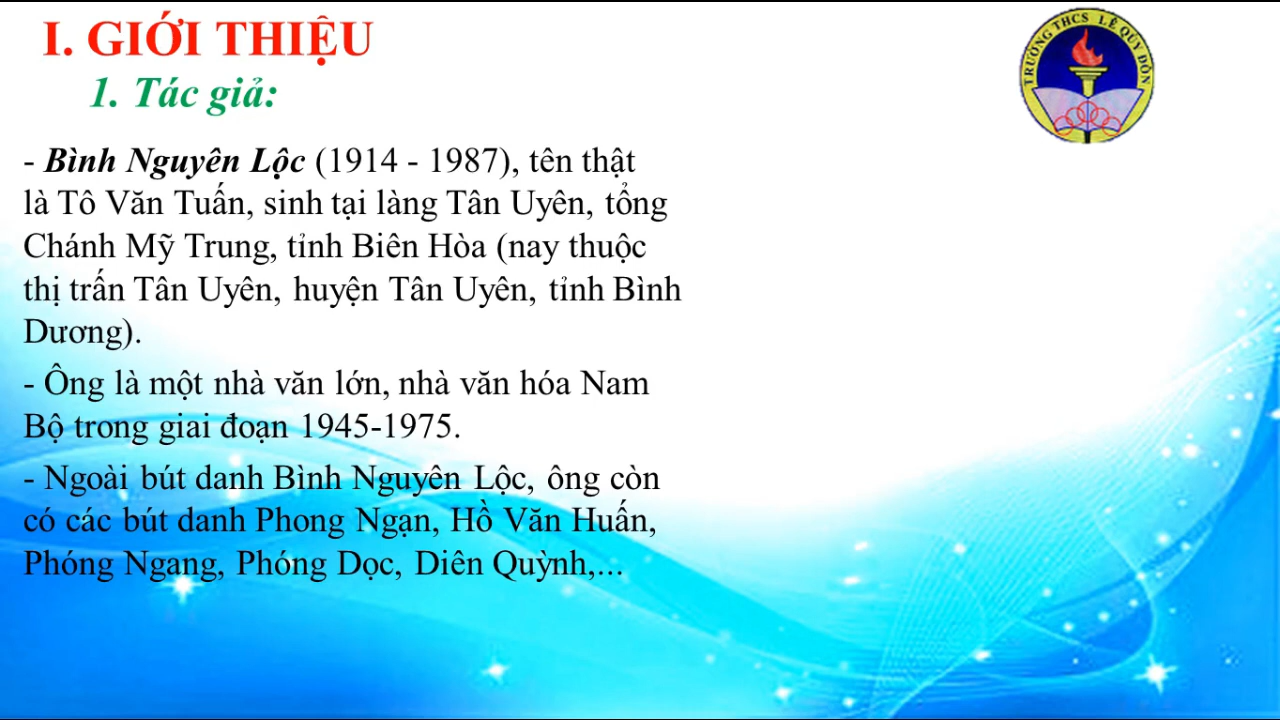 I. GIỚI THIỆU
1. Tác giả:
TRƯỜNG THCS LÊ QÚY ĐÔN
- Bình Nguyên Lộc (1914 - 1987), tên thật
là Tô Văn Tuấn, sinh tại làng Tân Uyên, tổng
Chánh Mỹ Trung, tỉnh Biên Hòa (nay thuộc
thị trấn Tân Uyên, huyện Tân Uyên, tỉnh Bình
Dương).
- Ông là một nhà văn lớn, nhà văn hóa Nam
Bộ trong giai đoạn 1945-1975.
- Ngoài bút danh Bình Nguyên Lộc, ông còn
có các bút danh Phong Ngạn, Hồ Văn Huấn,
Phóng Ngang, Phóng Dọc, Diên Quỳnh,...